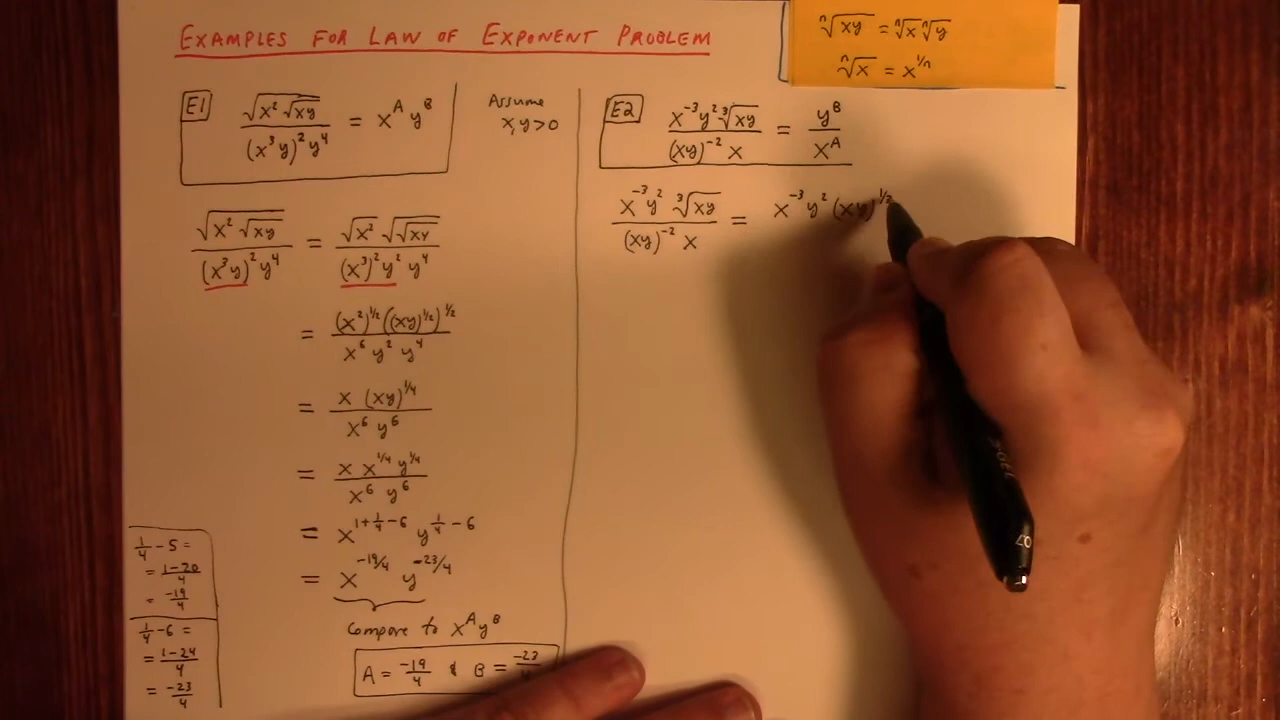 EXAMPLES FOR LAW OF EXPONENT PROBLEM
ⁿ√(xy) = ⁿ√x ⁿ√y
ⁿ√x = x^(1/n)
E1 √(x² √(xy)) / ((x³y)² y⁴) = x^A y^B
Assume
x,y>0
√(x² √(xy)) / ((x³y)² y⁴) = √(x²) √(√(xy)) / ((x³)² y² y⁴)
= (x²)^(1/2) ((xy)^(1/2))^(1/2) / (x⁶ y² y⁴)
= x (xy)^(1/4) / (x⁶ y⁶)
= x x^(1/4) y^(1/4) / (x⁶ y⁶)
= x^(1+1/4-6) y^(1/4-6)
= x^(-19/4) y^(-23/4)
Compare to x^A y^B
A = -19/4 & B = -23/
1/4 - 5 =
= (1-20)/4
= -19/4
1/4 - 6 =
= (1-24)/4
= -23/4
E2 x^(-3) y² ³√(xy) / ((xy)^(-2) x) = y^B / x^A
x^(-3) y² ³√(xy) / ((xy)^(-2) x) = x^(-3) y² (xy)^(1/
07